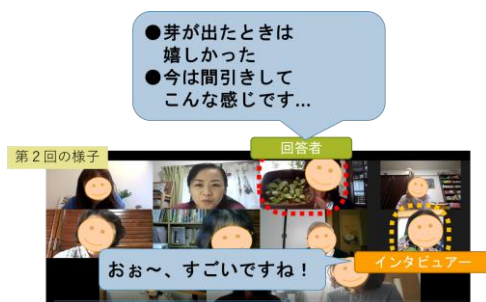 ●芽が出たときは
嬉しかった
●今は間引きして
こんな感じです…
回答者
第２回の様子
インタビュアー
おぉ～、すごいですね！